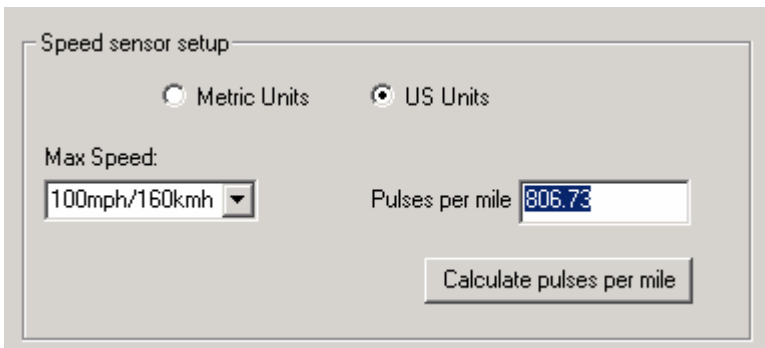 Speed sensor setup
Metric Units US Units
Max Speed:
100mph/160kmh Pulses per mile 806.73
Calculate pulses per mile